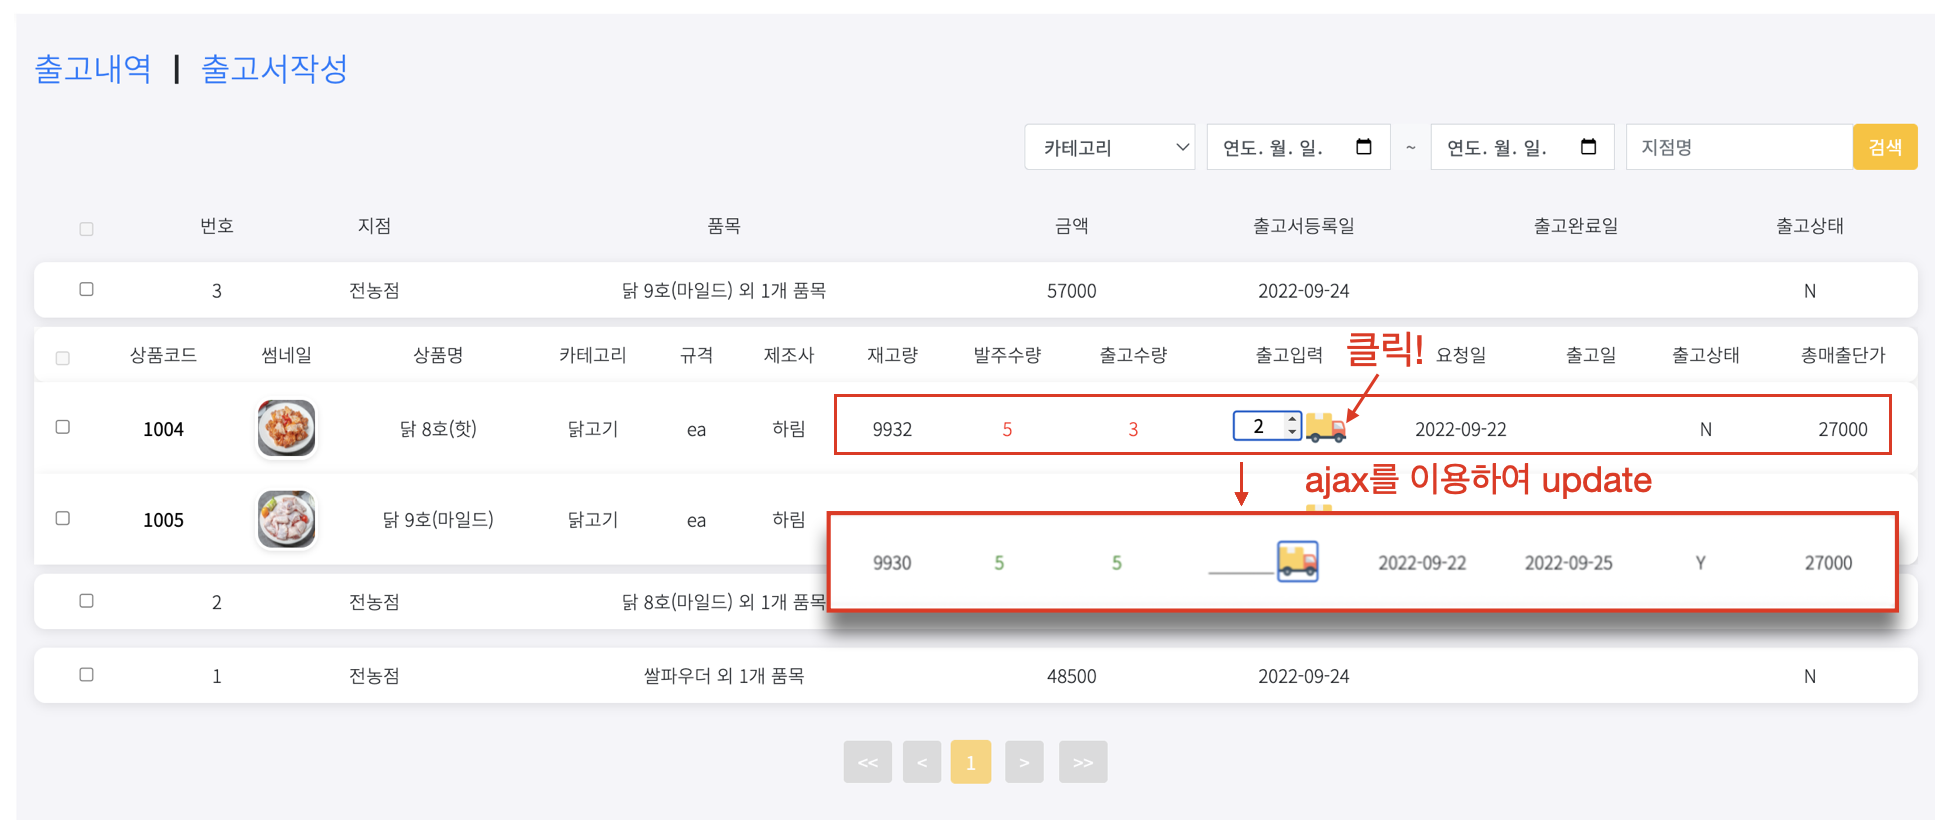 출고내역 | 출고서작성
카테고리 연도. 월. 일. ~ 연도. 월. 일. 지점명 검색
번호 지점 품목 금액 출고서등록일 출고완료일 출고상태
3 전농점 닭 9호(마일드) 외 1개 품목 57000 2022-09-24 N
상품코드 썸네일 상품명 카테고리 규격 제조사 재고량 발주수량 출고수량 출고입력 클릭! 요청일 출고일 출고상태 총매출단가
1004 닭 8호(핫) 닭고기 ea 하림 9932 5 3 2 2022-09-22 N 27000
ajax를 이용하여 update
1005 닭 9호(마일드) 닭고기 ea 하림
9930 5 5 2022-09-22 2022-09-25 Y 27000
2 전농점 닭 8호(마일드) 외 1개 품목
1 전농점 쌀파우더 외 1개 품목 48500 2022-09-24 N
<< < 1 > >>